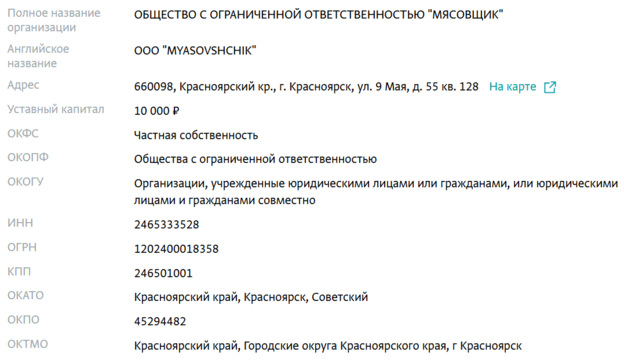 Полное название организации ОБЩЕСТВО С ОГРАНИЧЕННОЙ ОТВЕТСТВЕННОСТЬЮ "МЯСОВЩИК"
Английское название ООО "MYASOVSHCHIK"
Адрес 660098, Красноярский кр., г. Красноярск, ул. 9 Мая, д. 55 кв. 128 На карте
Уставный капитал 10 000 ₽
ОКФС Частная собственность
ОКОПФ Общества с ограниченной ответственностью
ОКОГУ Организации, учрежденные юридическими лицами или гражданами, или юридическими
лицами и гражданами совместно
ИНН 2465333528
ОГРН 1202400018358
КПП 246501001
ОКАТО Красноярский край, Красноярск, Советский
ОКПО 45294482
ОКТМО Красноярский край, Городские округа Красноярского края, г Красноярск